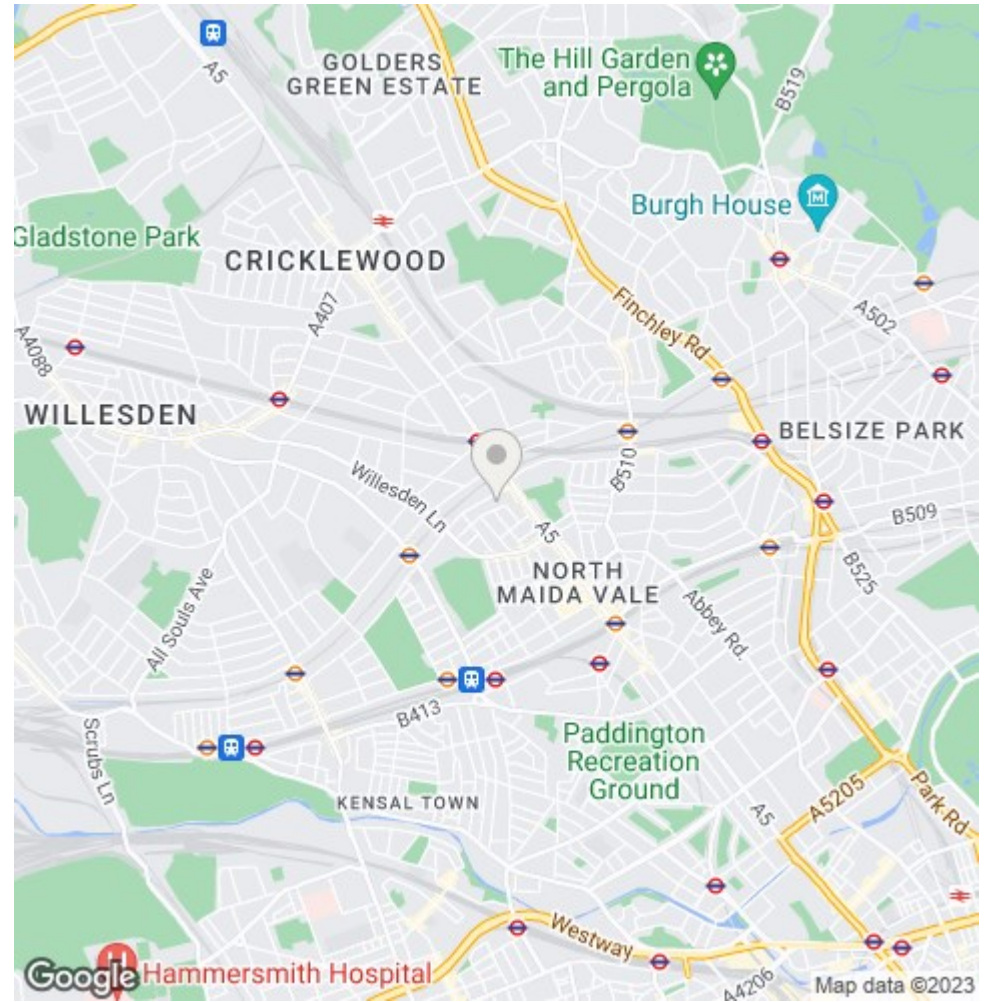 A5
GOLDERS
GREEN ESTATE
The Hill Garden
and Pergola
B519
Burgh House
M
Gladstone Park
CRICKLEWOOD
A407
Finchley Rd
A502
A4088
WILLESDEN
BELSIZE PARK
B510
Willesden Ln
A5
B509
NORTH
MAIDA VALE
B525
Abbey Rd.
All Souls Ave
B413
Scrubs Ln
Paddington
Recreation
Ground
KENSAL TOWN
A5
A5205
Park Rd
Westway
A4206
H
Google
Hammersmith Hospital
Map data ©2023